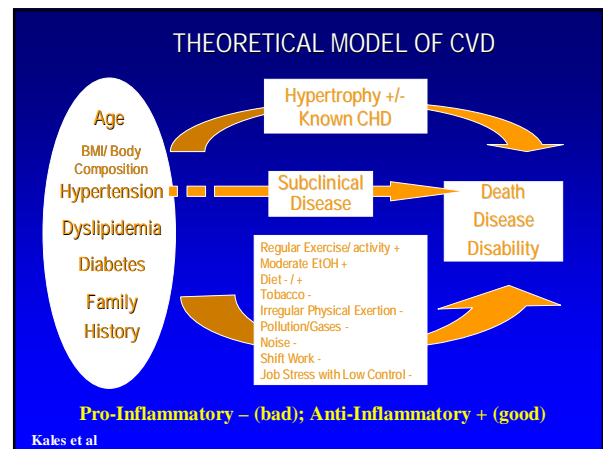 THEORETICAL MODEL OF CVD
Age
BMI/ Body
Composition
Hypertension
Dyslipidemia
Diabetes
Family
History
Hypertrophy +/-
Known CHD
Subclinical
Disease
Regular Exercise/ activity +
Moderate EtOH +
Diet - / +
Tobacco -
Irregular Physical Exertion -
Pollution/Gases -
Noise -
Shift Work -
Job Stress with Low Control -
Death
Disease
Disability
Pro-Inflammatory – (bad); Anti-Inflammatory + (good)
Kales et al